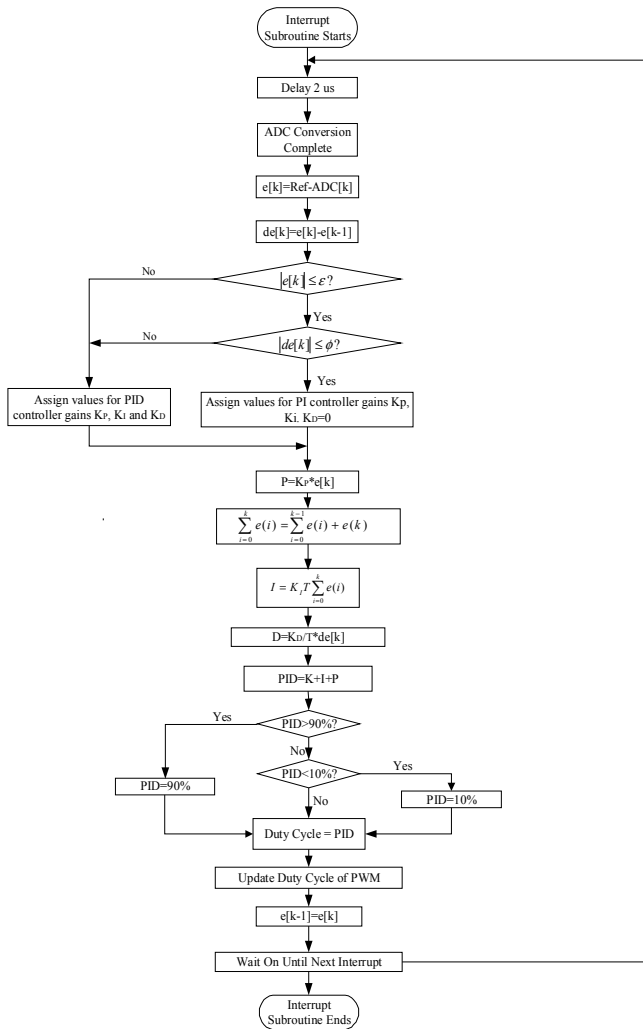 Interrupt
Subroutine Starts
Delay 2 us
ADC Conversion
Complete
e[k]=Ref-ADC[k]
de[k]=e[k]-e[k-1]
No
|e[k]| ≤ ε?
Yes
No
|de[k]| ≤ ϕ?
Yes
Assign values for PID
controller gains KP, KI and KD
Assign values for PI controller gains Kp,
Ki. KD=0
P=KP*e[k]
∑_{i=0}^{k} e(i) = ∑_{i=0}^{k-1} e(i) + e(k)
I = K_I T ∑_{i=0}^{k} e(i)
D=KD/T*de[k]
PID=K+I+P
Yes
PID>90%?
No
PID<10%?
Yes
PID=90%
No
PID=10%
Duty Cycle = PID
Update Duty Cycle of PWM
e[k-1]=e[k]
Wait On Until Next Interrupt
Interrupt
Subroutine Ends